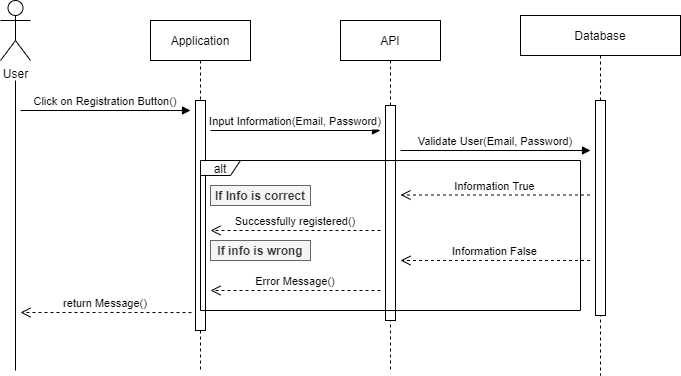 User
Application
API
Database
Click on Registration Button()
Input Information(Email, Password)
Validate User(Email, Password)
alt
If Info is correct
Information True
Successfully registered()
If info is wrong
Information False
Error Message()
return Message()